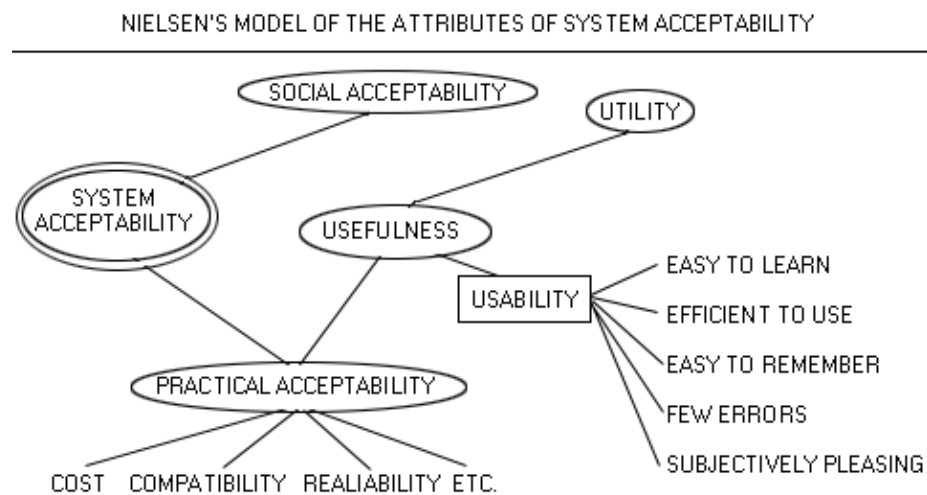 NIELSEN'S MODEL OF THE ATTRIBUTES OF SYSTEM ACCEPTABILITY
SOCIAL ACCEPTABILITY
UTILITY
SYSTEM
ACCEPTABILITY
USEFULNESS
USABILITY
EASY TO LEARN
EFFICIENT TO USE
EASY TO REMEMBER
FEW ERRORS
SUBJECTIVELY PLEASING
PRACTICAL ACCEPTABILITY
COST COMPATIBILITY REALIABILITY ETC.